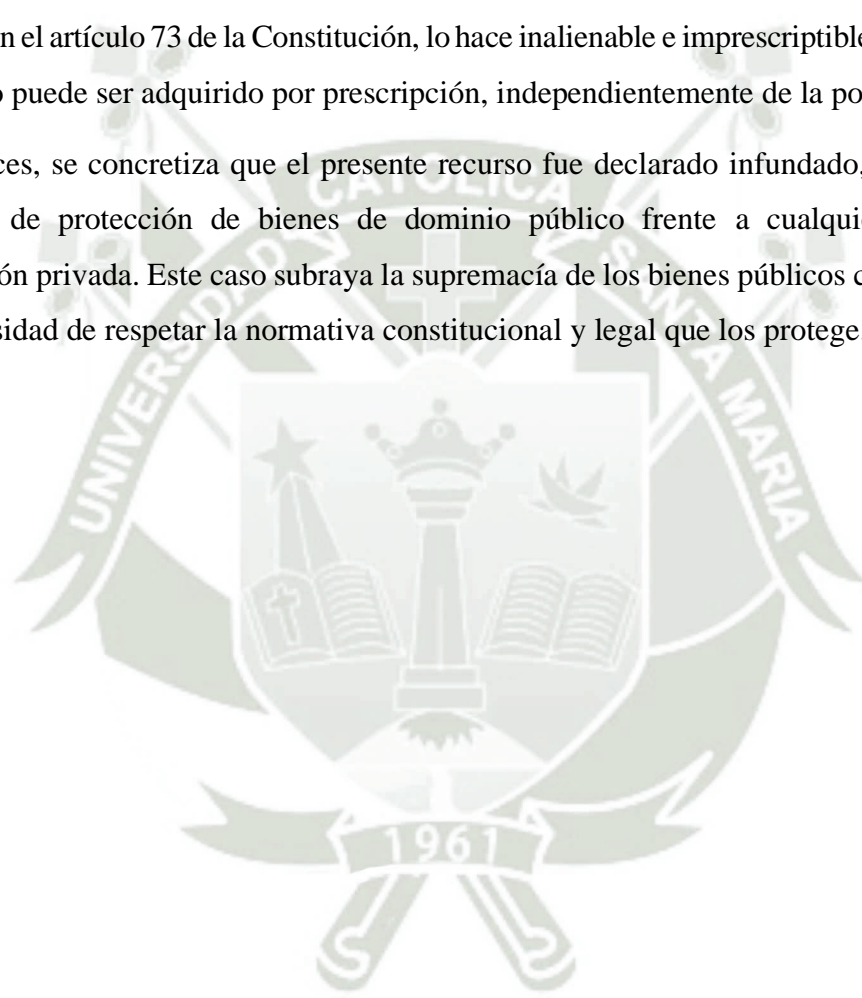 n el artículo 73 de la Constitución, lo hace inalienable e imprescriptible
o puede ser adquirido por prescripción, independientemente de la po
ces, se concretiza que el presente recurso fue declarado infundado,
de protección de bienes de dominio público frente a cualqui
ón privada. Este caso subraya la supremacía de los bienes públicos c
sidad de respetar la normativa constitucional y legal que los protege.
UNIVERSIDAD CATOLICA SANTA MARIA
1961